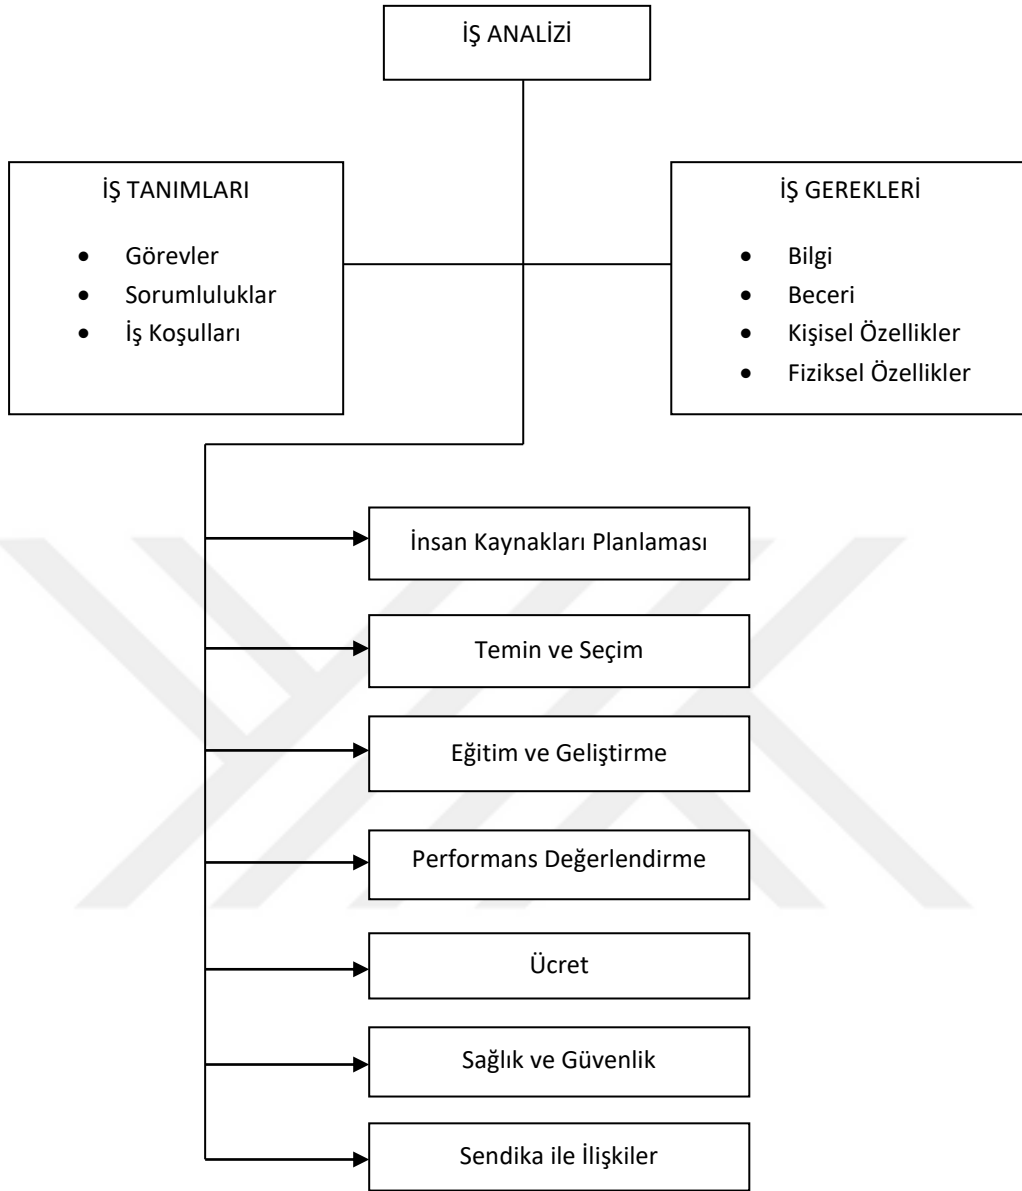 İŞ ANALİZİ
İŞ TANIMLARI
• Görevler
• Sorumluluklar
• İş Koşulları
İŞ GEREKLERİ
• Bilgi
• Beceri
• Kişisel Özellikler
• Fiziksel Özellikler
İnsan Kaynakları Planlaması
Temin ve Seçim
Eğitim ve Geliştirme
Performans Değerlendirme
Ücret
Sağlık ve Güvenlik
Sendika ile İlişkiler